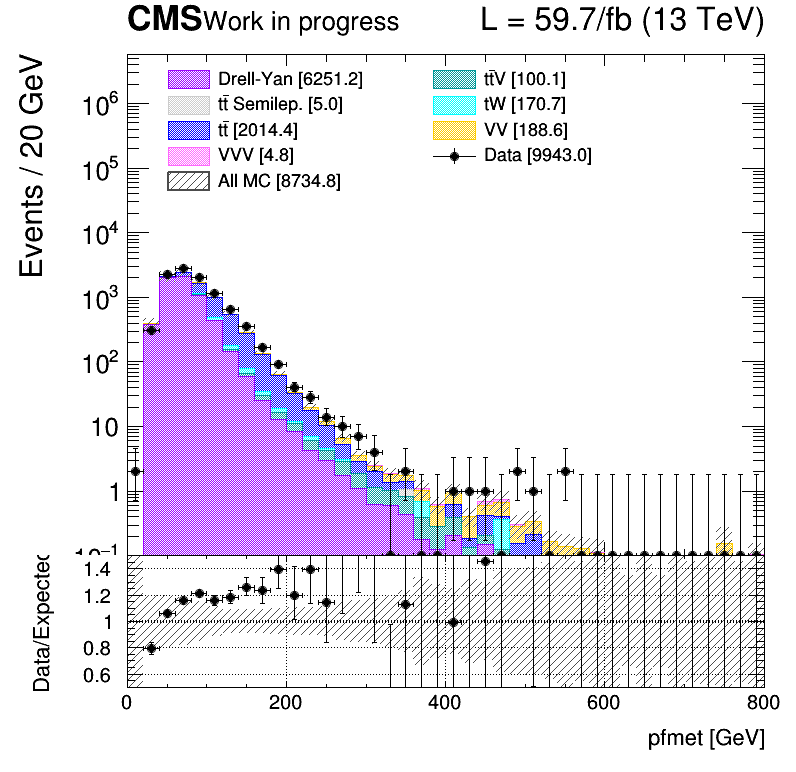 CMS Work in progress L = 59.7/fb (13 TeV)
Events / 20 GeV
Drell-Yan [6251.2]
tt̄ Semilep. [5.0]
tt̄ [2014.4]
VVV [4.8]
All MC [8734.8]
tt̄V [100.1]
tW [170.7]
VV [188.6]
Data [9943.0]
10⁶
10⁵
10⁴
10³
10²
10
1
10⁻¹
Data/Expected
1.4
1.2
1
0.8
0.6
0 200 400 600 800
pfmet [GeV]